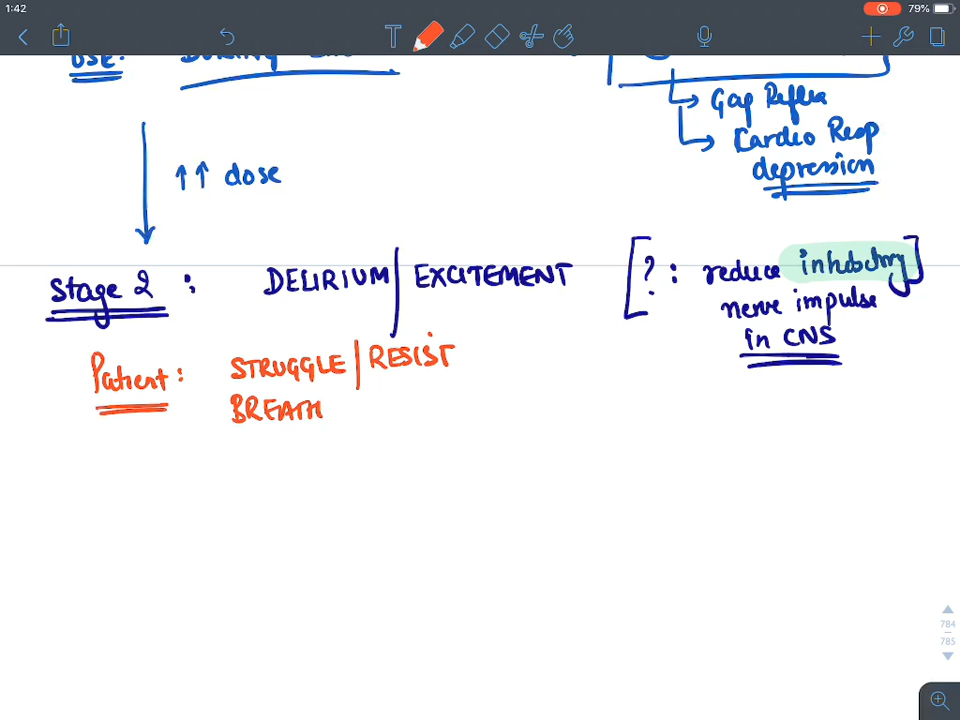 1:42
79%
T
USE:
Gag Reflex
Cardio Resp
depression
↑↑ dose
Stage 2 : DELIRIUM | EXCITEMENT
[? : reduce inhibitory]
nerve impulse
in CNS
Patient : STRUGGLE | RESIST
BREATH
784
785